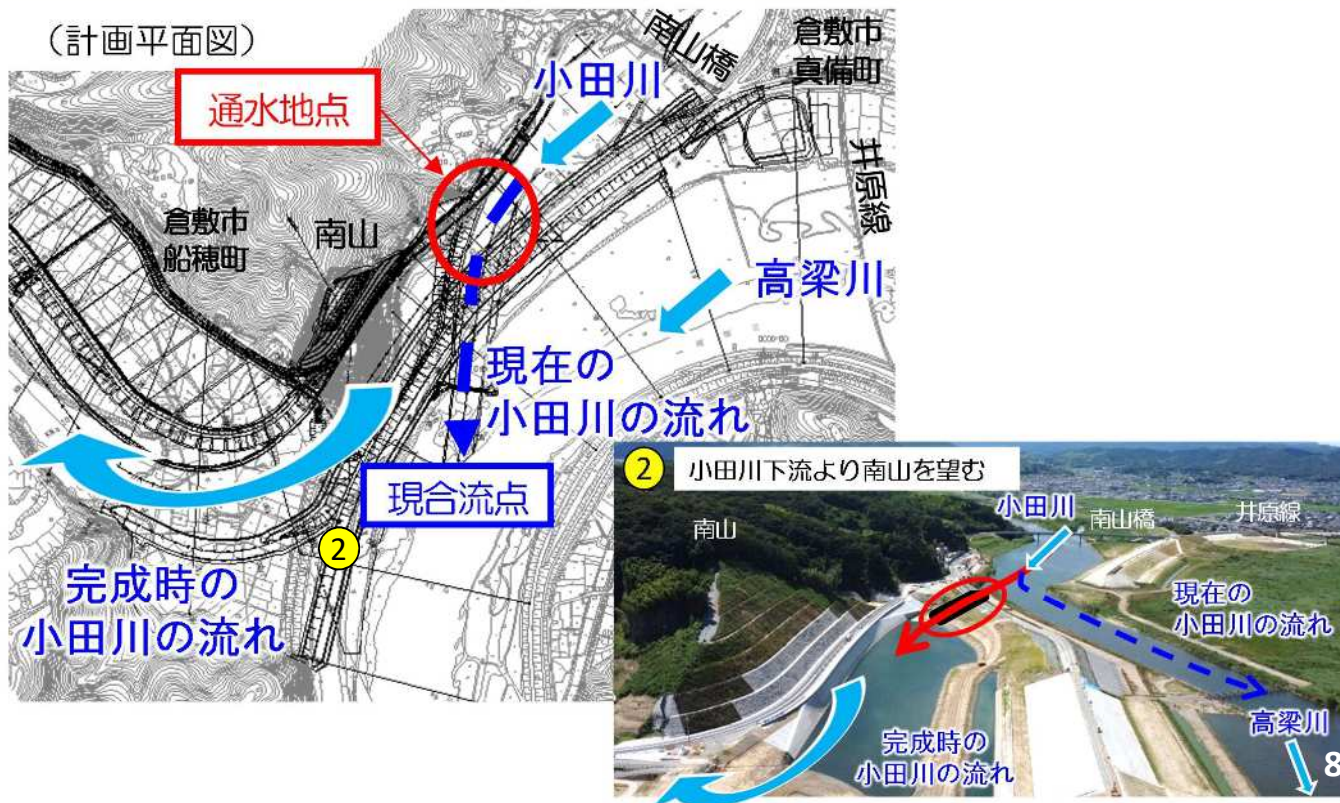 （計画平面図）
通水地点
小田川
南山橋
倉敷市
真備町
井原線
倉敷市
船穂町
南山
高梁川
現在の
小田川の流れ
現合流点
2
完成時の
小田川の流れ
2
小田川下流より南山を望む
南山
小田川
南山橋
井原線
現在の
小田川の流れ
高梁川
完成時の
小田川の流れ
8